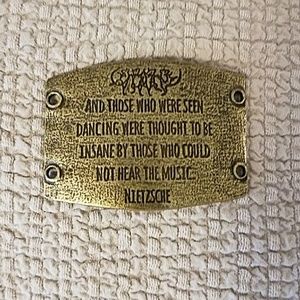 AND THOSE WHO WERE SEEN
DANCING WERE THOUGHT TO BE
INSANE BY THOSE WHO COULD
NOT HEAR THE MUSIC
NIETZSCHE